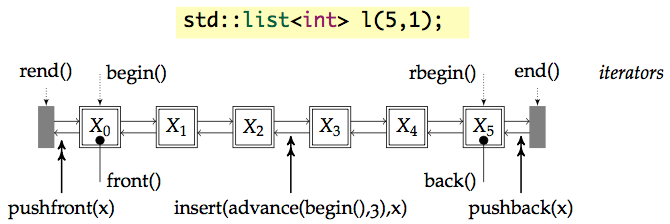 std::list<int> l(5,1);
rend() begin() rbegin() end() iterators
X0 X1 X2 X3 X4 X5
front() back()
pushfront(x) insert(advance(begin(),3),x) pushback(x)